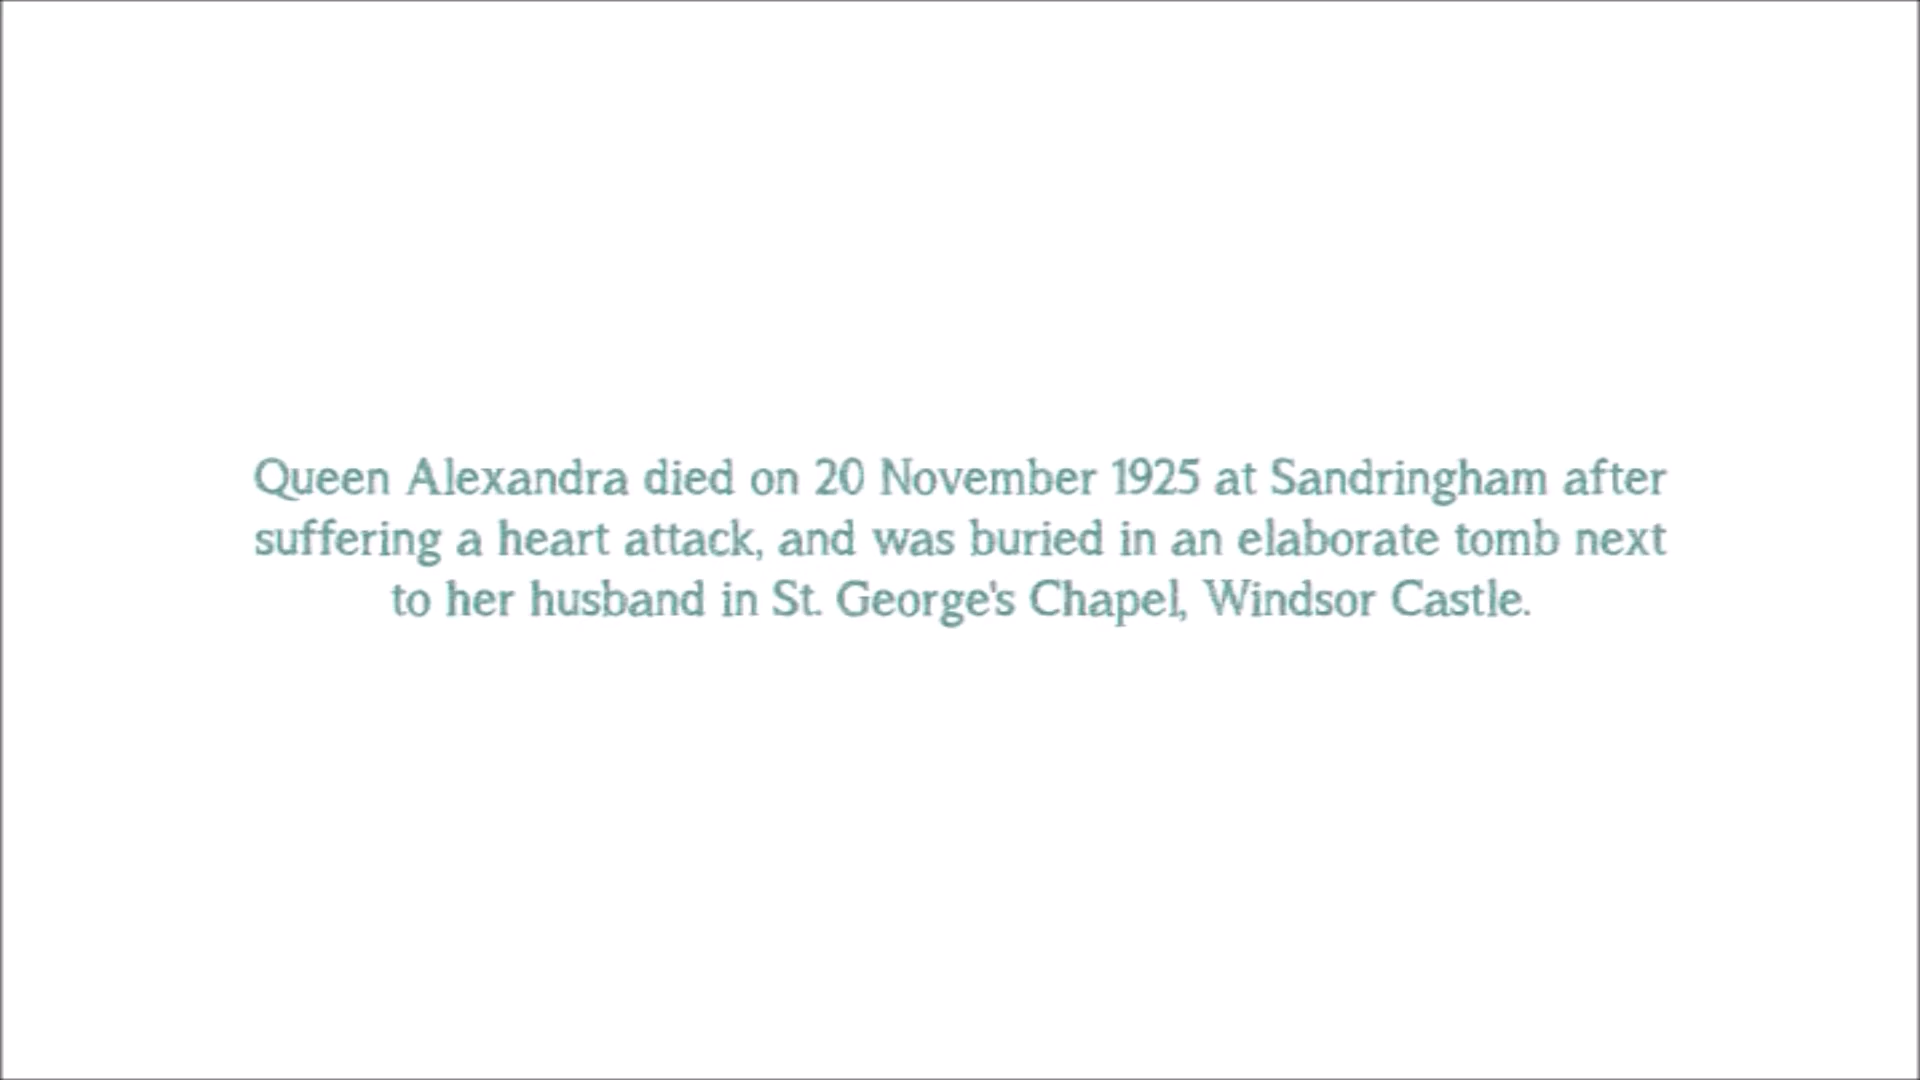 Queen Alexandra died on 20 November 1925 at Sandringham after
suffering a heart attack, and was buried in an elaborate tomb next
to her husband in St. George's Chapel, Windsor Castle.